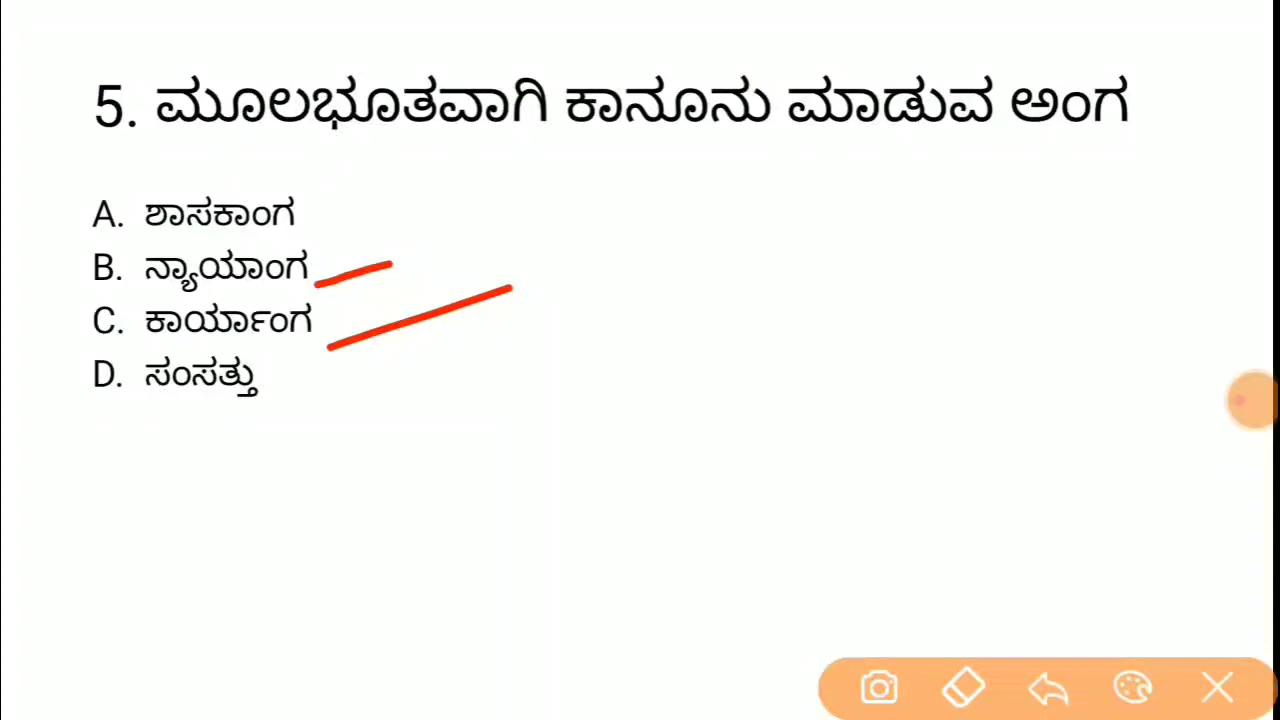 5. ಮೂಲಭೂತವಾಗಿ ಕಾನೂನು ಮಾಡುವ ಅಂಗ
A. ಶಾಸಕಾಂಗ
B. ನ್ಯಾಯಾಂಗ
C. ಕಾರ್ಯಾಂಗ
D. ಸಂಸತ್ತು